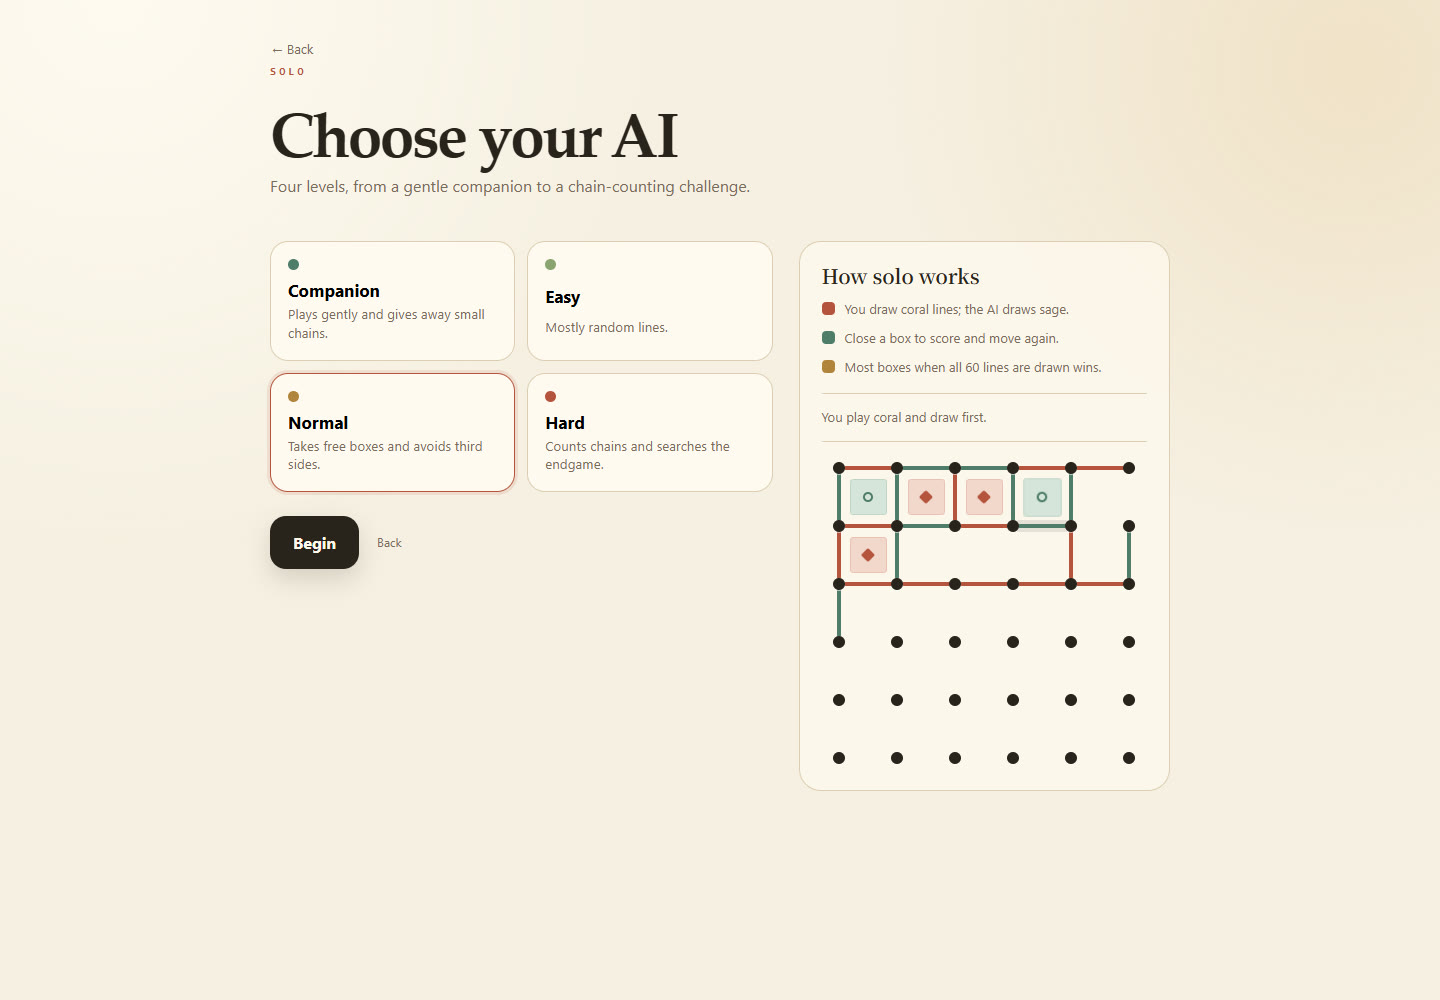 ← Back
SOLO
Choose your AI
Four levels, from a gentle companion to a chain-counting challenge.
Companion
Plays gently and gives away small
chains.
Easy
Mostly random lines.
Normal
Takes free boxes and avoids third
sides.
Hard
Counts chains and searches the
endgame.
Begin
Back
How solo works
You draw coral lines; the AI draws sage.
Close a box to score and move again.
Most boxes when all 60 lines are drawn wins.
You play coral and draw first.